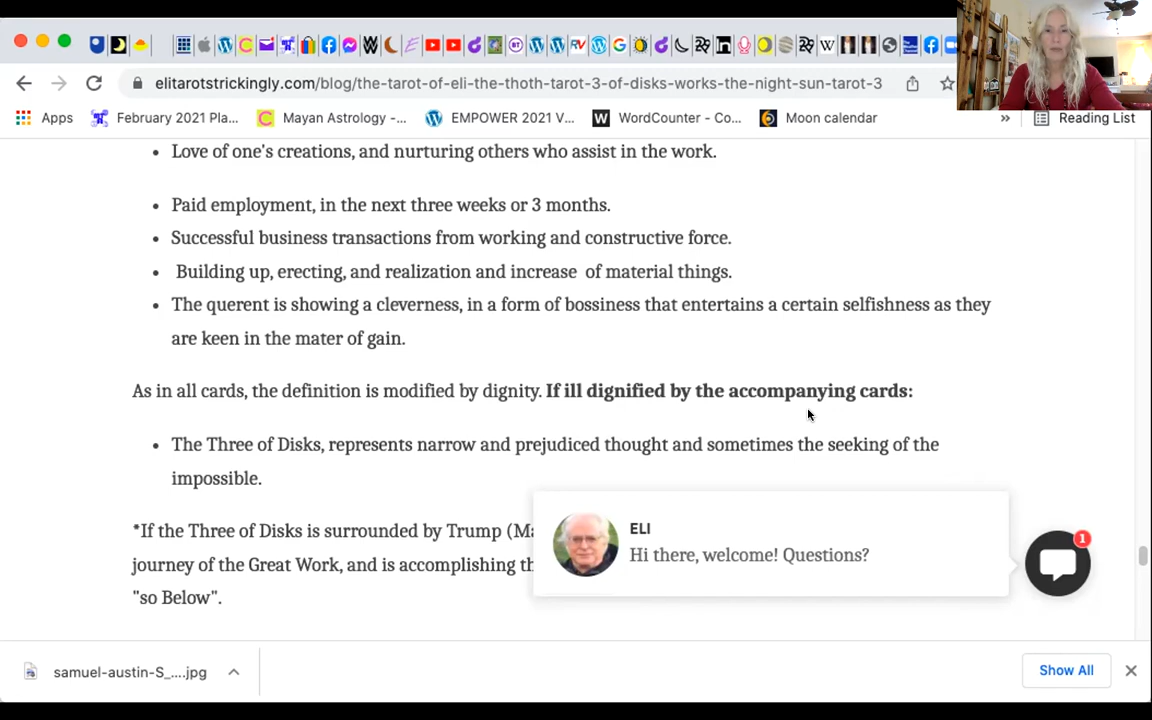 elitarotstrickingly.com/blog/the-tarot-of-eli-the-thoth-tarot-3-of-disks-works-the-night-sun-tarot-3
Apps February 2021 Pla... Mayan Astrology -... EMPOWER 2021 V... W WordCounter - Co... Moon calendar » Reading List
• Love of one's creations, and nurturing others who assist in the work.
• Paid employment, in the next three weeks or 3 months.
• Successful business transactions from working and constructive force.
• Building up, erecting, and realization and increase of material things.
• The querent is showing a cleverness, in a form of bossiness that entertains a certain selfishness as they
are keen in the mater of gain.
As in all cards, the definition is modified by dignity. If ill dignified by the accompanying cards:
• The Three of Disks, represents narrow and prejudiced thought and sometimes the seeking of the
impossible.
*If the Three of Disks is surrounded by Trump
journey of the Great Work, and is accomplishing
"so Below".
ELI
Hi there, welcome! Questions?
1
samuel-austin-S_....jpg
Show All